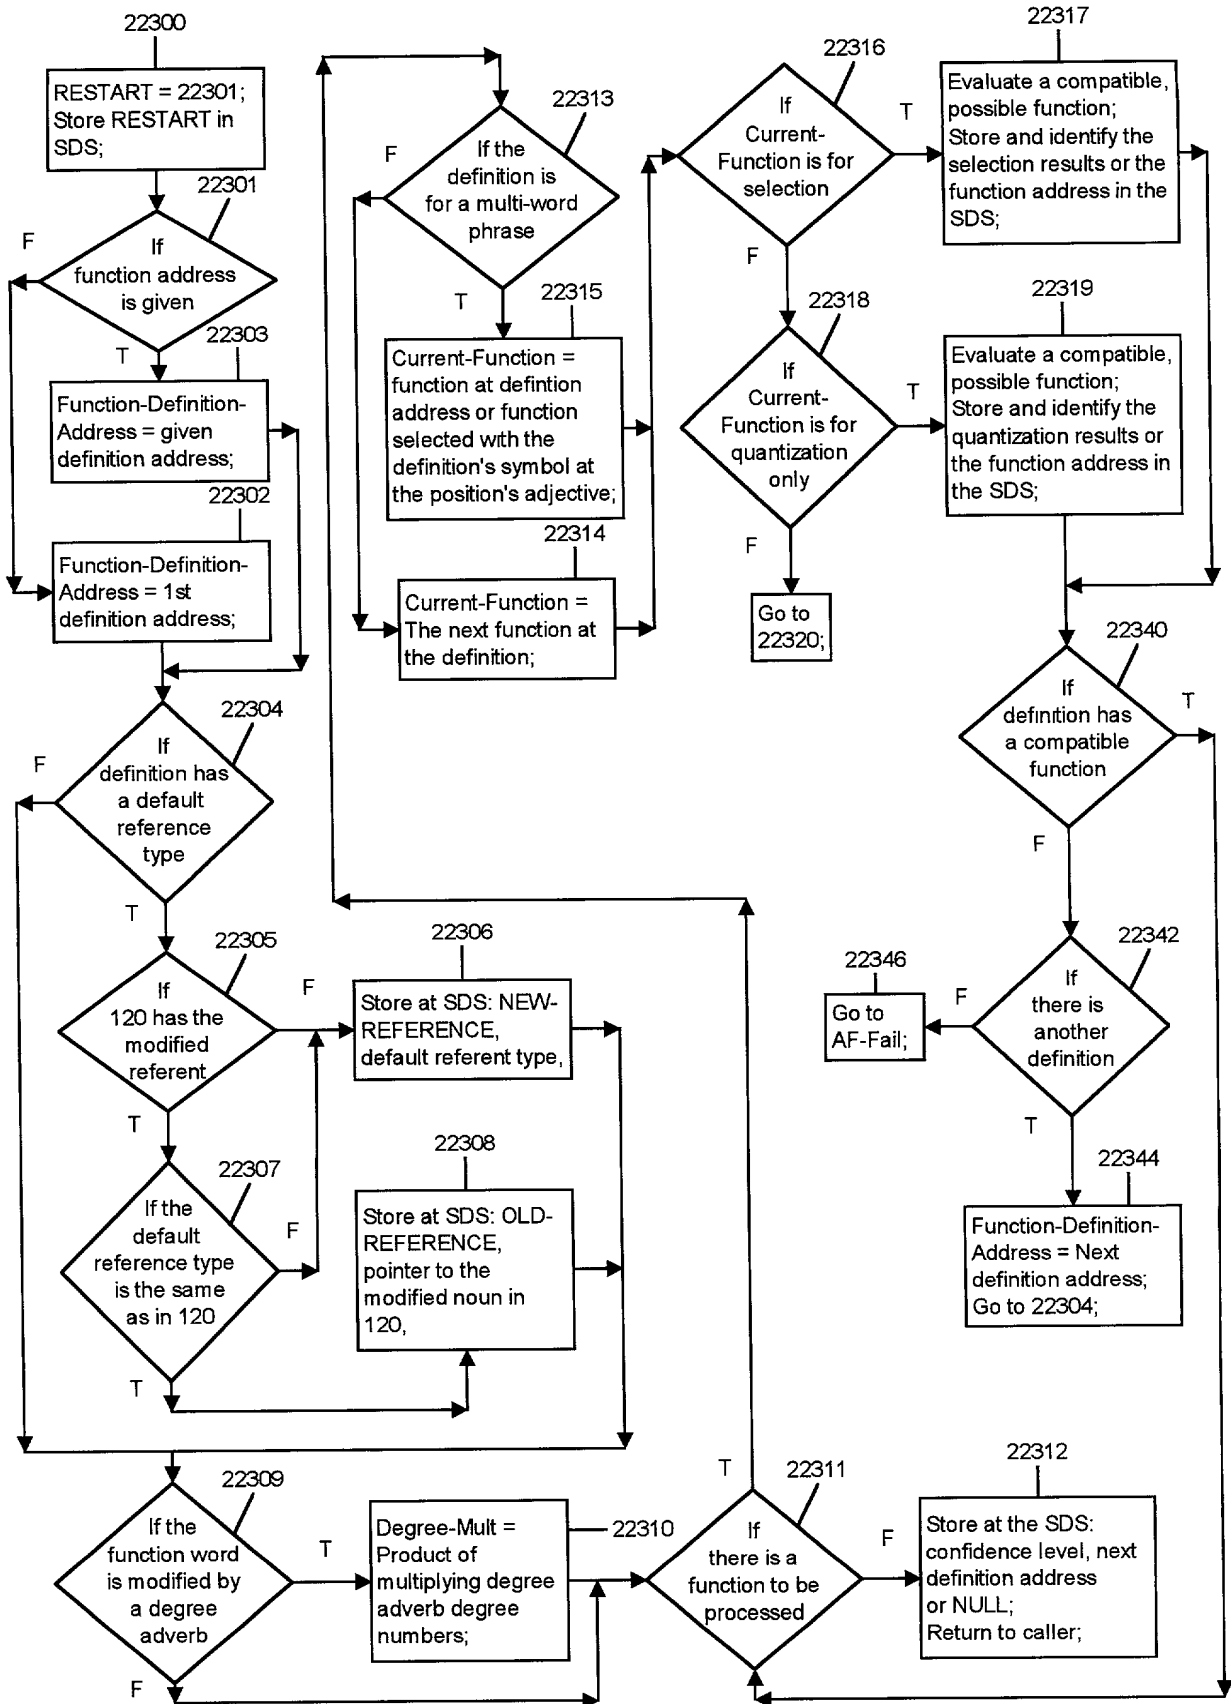 22300
RESTART = 22301;
Store RESTART in
SDS;
22301
F
If
function address
is given
T
22303
Function-Definition-
Address = given
definition address;
22302
Function-Definition-
Address = 1st
definition address;
22304
F
If
definition has
a default
reference
type
T
22305
If
120 has the
modified
referent
F
T
22306
Store at SDS: NEW-
REFERENCE,
default referent type,
22307
If the
default
reference type
is the same
as in 120
F
T
22308
Store at SDS: OLD-
REFERENCE,
pointer to the
modified noun in
120,
22309
If the
function word
is modified by
a degree
adverb
T
F
22310
Degree-Mult =
Product of
multiplying degree
adverb degree
numbers;
22311
T
If
there is a
function to be
processed
F
22312
Store at the SDS:
confidence level, next
definition address
or NULL;
Return to caller;
22313
F
If the
definition is
for a multi-word
phrase
T
22315
Current-Function =
function at defintion
address or function
selected with the
definition's symbol at
the position's adjective;
22314
Current-Function =
The next function at
the definition;
22316
If
Current-
Function is for
selection
T
F
22317
Evaluate a compatible,
possible function;
Store and identify the
selection results or the
function address in the
SDS;
22318
If
Current-
Function is for
quantization
only
T
F
Go to
22320;
22319
Evaluate a compatible,
possible function;
Store and identify the
quantization results or
the function address in
the SDS;
22340
If
definition has
a compatible
function
T
F
22342
If
there is
another
definition
F
T
22346
Go to
AF-Fail;
22344
Function-Definition-
Address = Next
definition address;
Go to 22304;